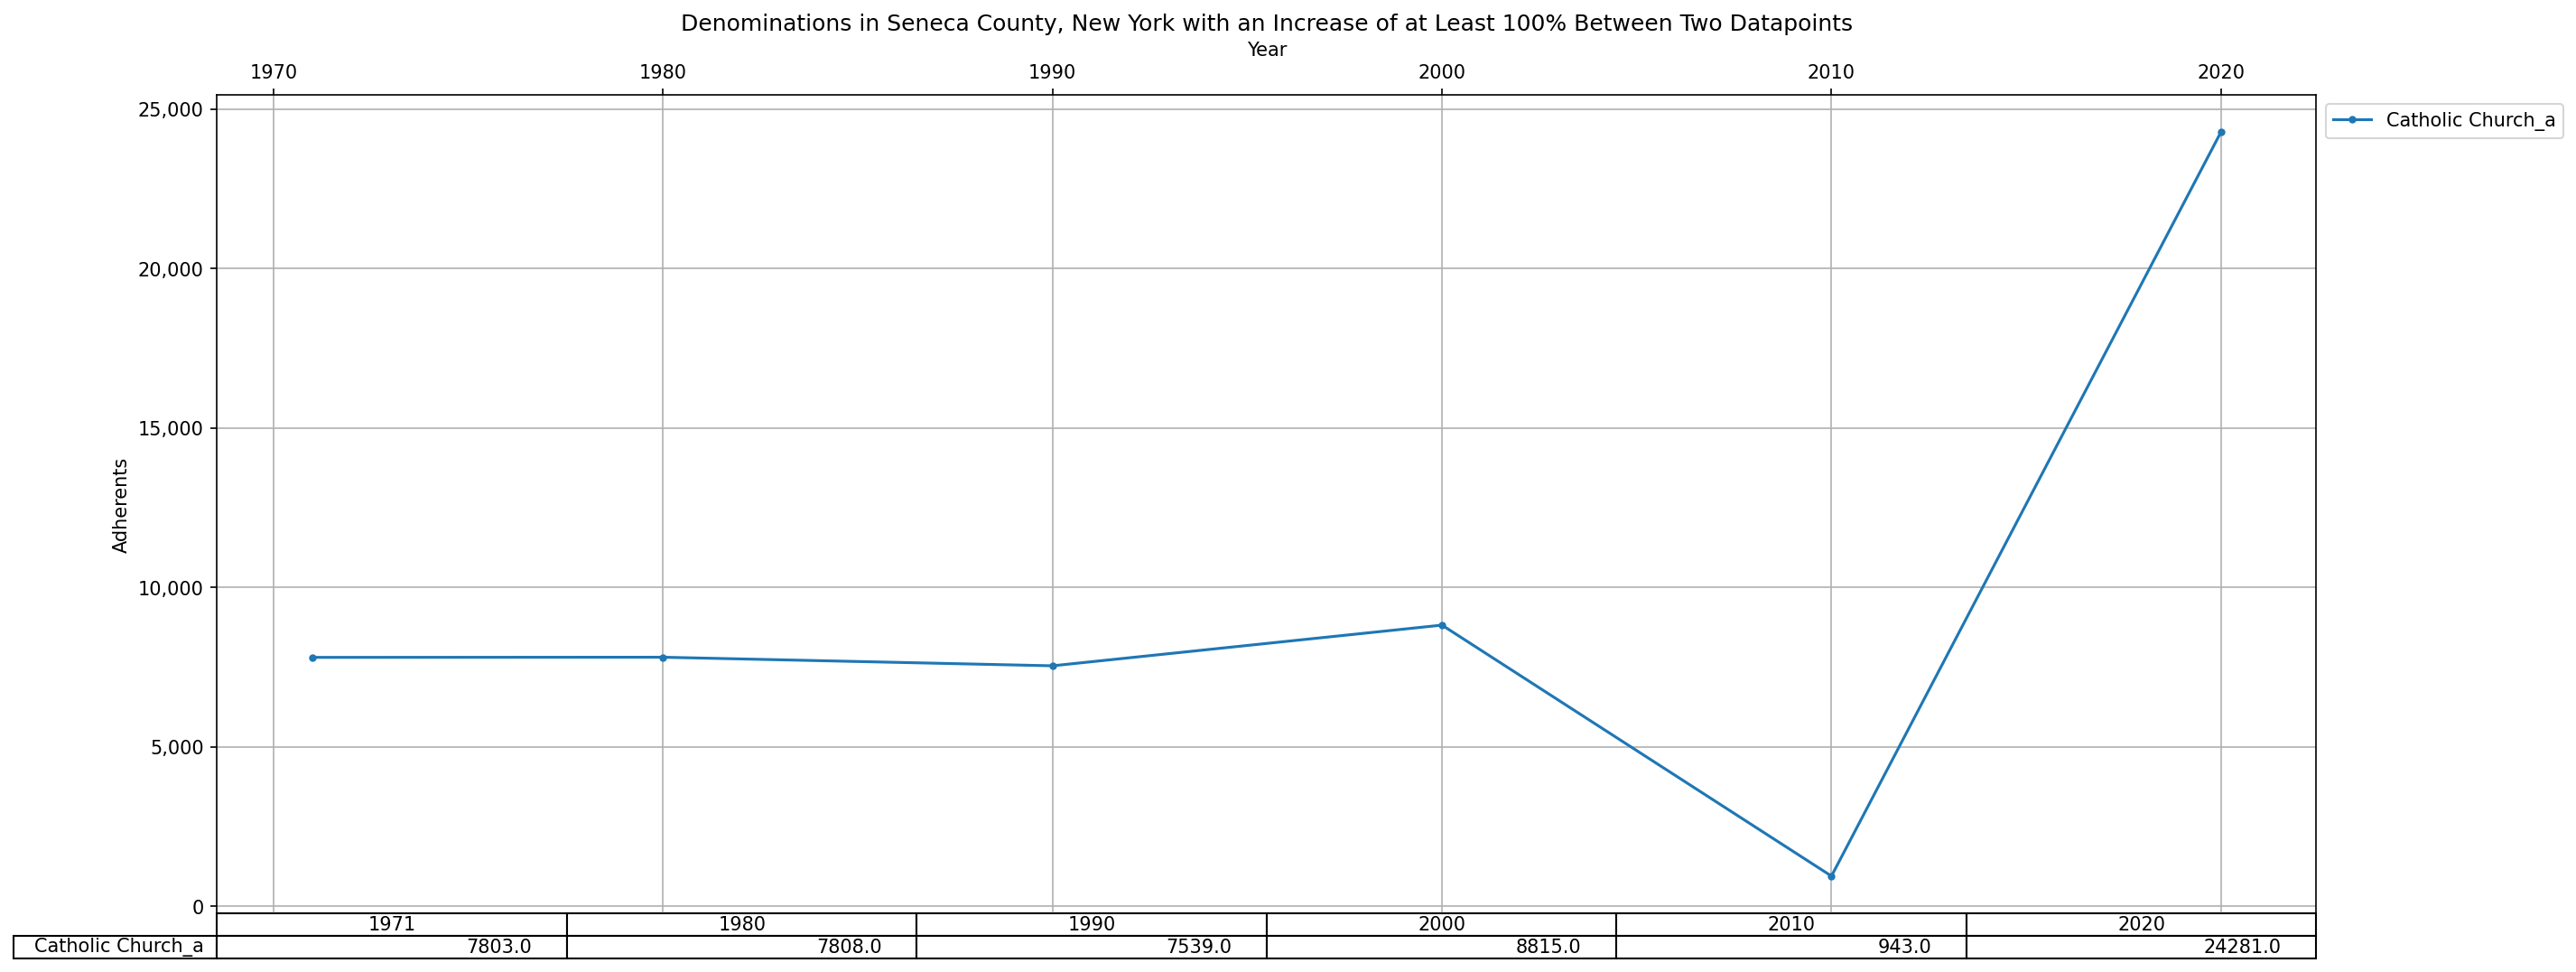 Denominations in Seneca County, New York with an Increase of at Least 100% Between Two Datapoints
Year
1970 1980 1990 2000 2010 2020
25,000
Catholic Church_a
20,000
15,000
Adherents
10,000
5,000
0
1971 1980 1990 2000 2010 2020
Catholic Church_a 7803.0 7808.0 7539.0 8815.0 943.0 24281.0